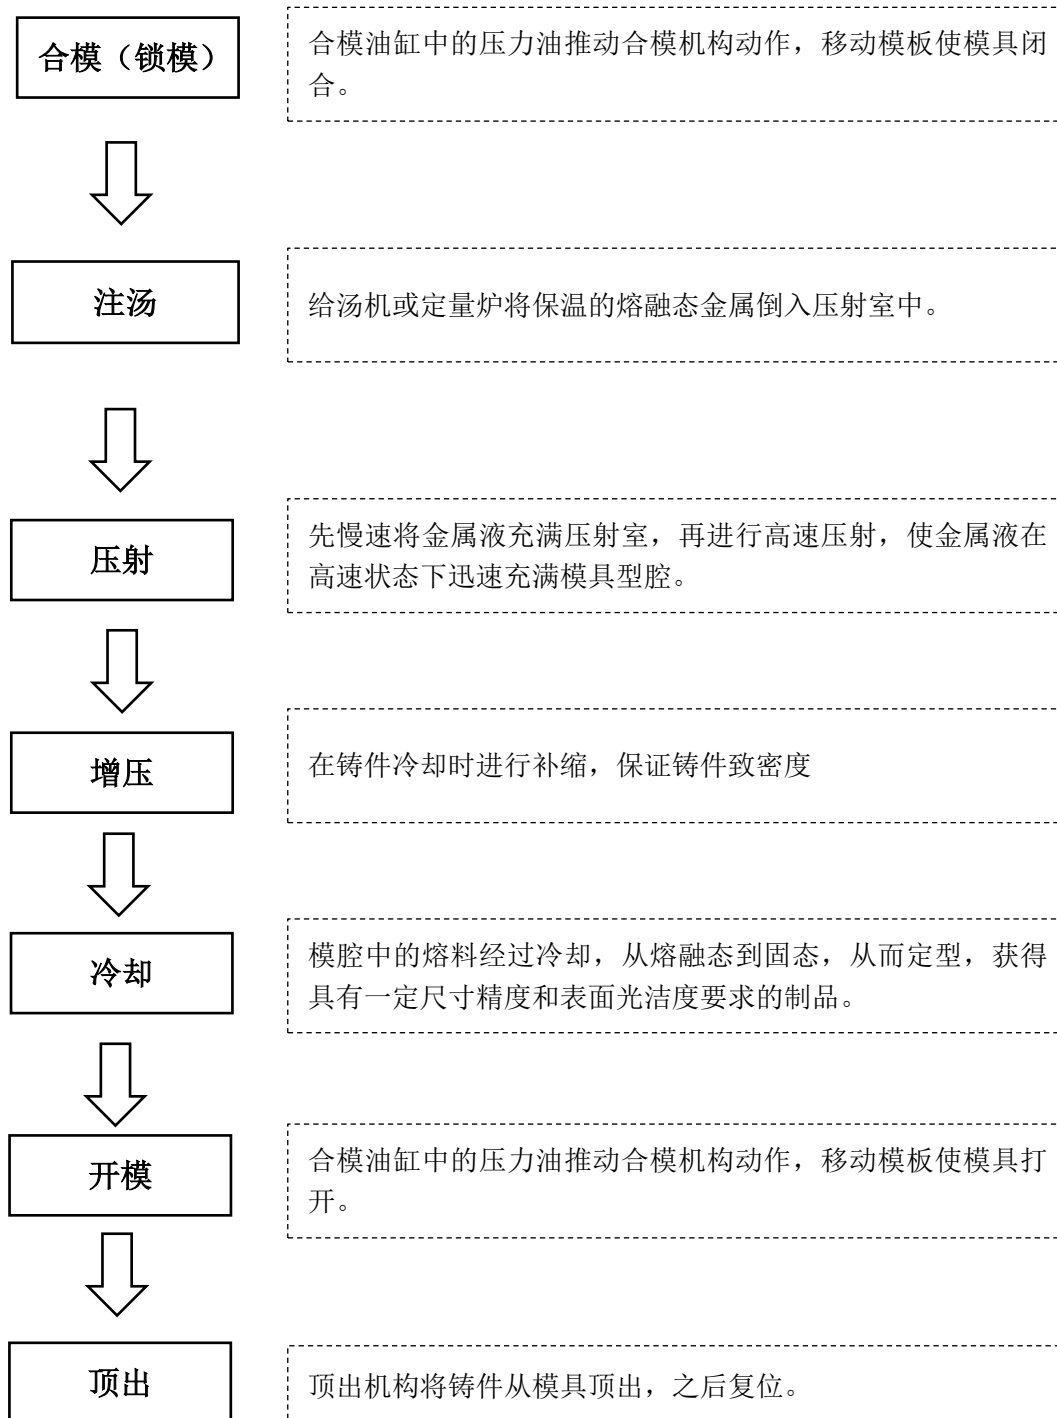 合模（锁模）
合模油缸中的压力油推动合模机构动作，移动模板使模具闭
合。
注汤
给汤机或定量炉将保温的熔融态金属倒入压射室中。
压射
先慢速将金属液充满压射室，再进行高速压射，使金属液在
高速状态下迅速充满模具型腔。
增压
在铸件冷却时进行补缩，保证铸件致密度
冷却
模腔中的熔料经过冷却，从熔融态到固态，从而定型，获得
具有一定尺寸精度和表面光洁度要求的制品。
开模
合模油缸中的压力油推动合模机构动作，移动模板使模具打
开。
顶出
顶出机构将铸件从模具顶出，之后复位。